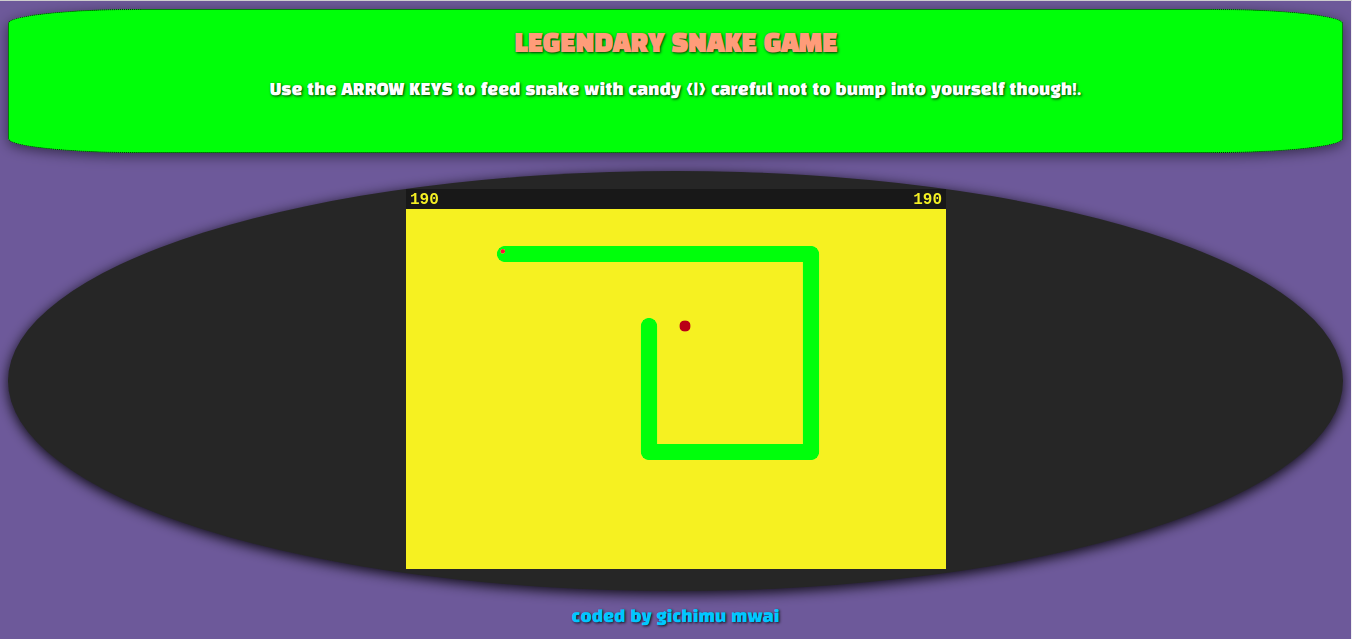 LEGENDARY SNAKE GAME
Use the ARROW KEYS to feed snake with candy <|> careful not to bump into yourself though!.
190 190
coded by gichimu mwai